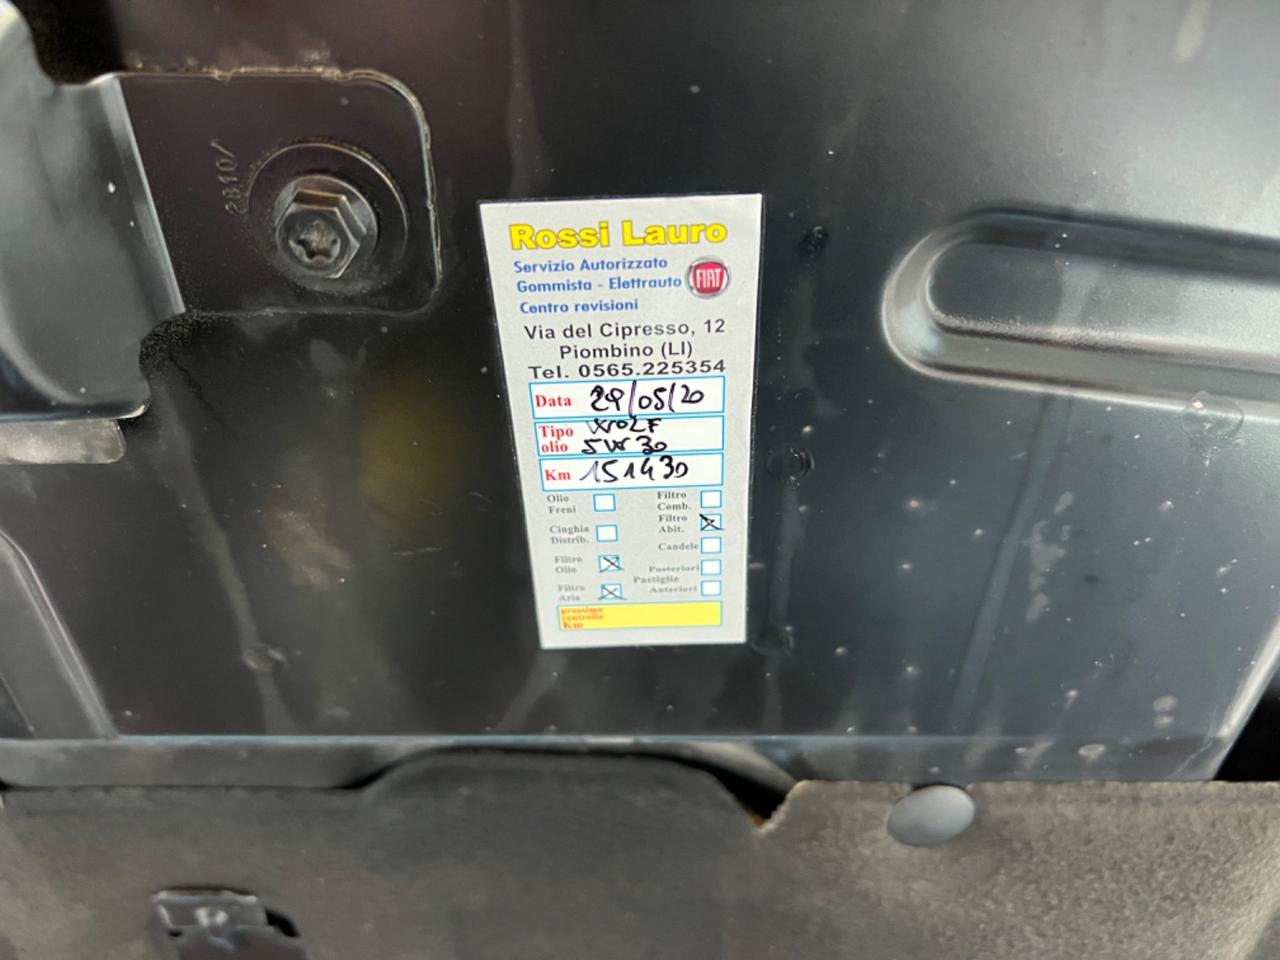 2810/
Rossi Lauro
Servizio Autorizzato
Gommista - Elettrauto FIAT
Centro revisioni
Via del Cipresso, 12
Piombino (LI)
Tel. 0565.225354
Data 29/05/20
Tipo olio WOLF 5W30
Km 151430
Olio Freni
Filtro Comb.
Cinghia Distrib.
Filtro Abit.
Candele
Filtro Olio
Posteriori
Pastiglie
Filtro Aria
Anteriori
prossimo controllo Km